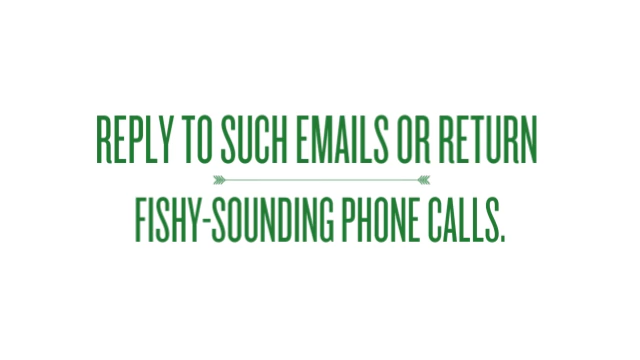 REPLY TO SUCH EMAILS OR RETURN
FISHY-SOUNDING PHONE CALLS.